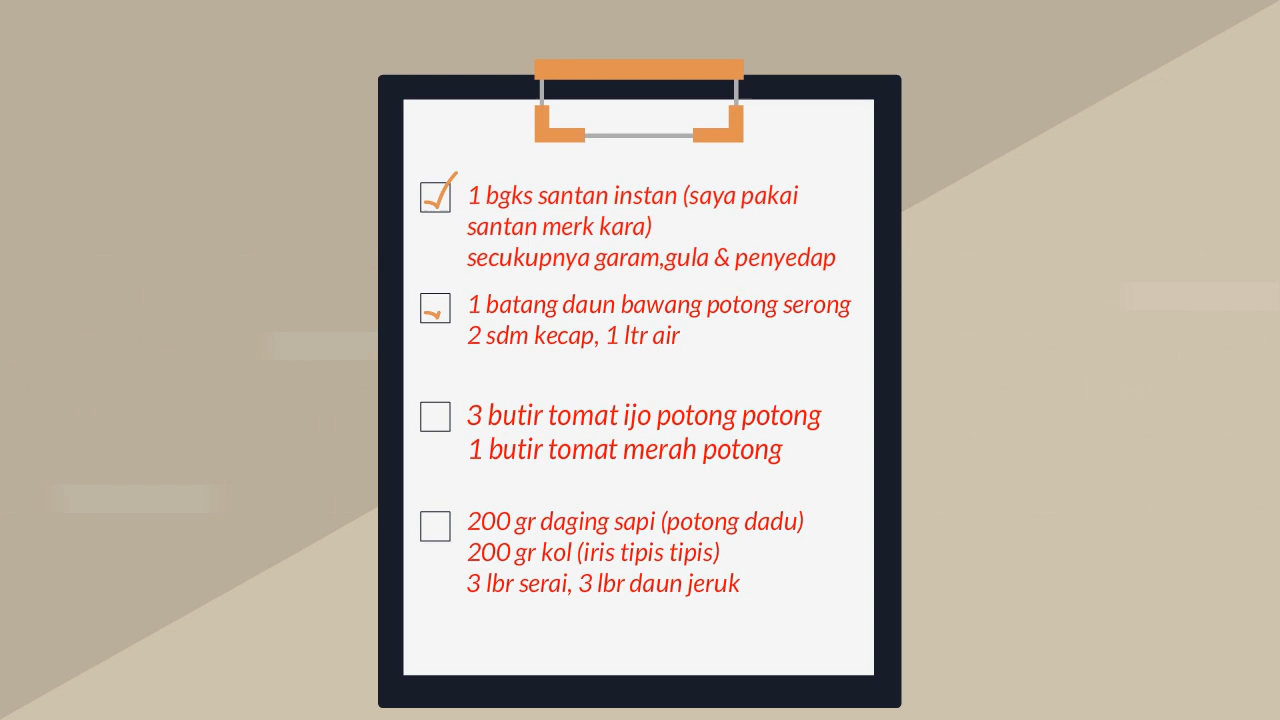 1 bgks santan instan (saya pakai
santan merk kara)
secukupnya garam,gula & penyedap
1 batang daun bawang potong serong
2 sdm kecap, 1 ltr air
3 butir tomat ijo potong potong
1 butir tomat merah potong
200 gr daging sapi (potong dadu)
200 gr kol (iris tipis tipis)
3 lbr serai, 3 lbr daun jeruk